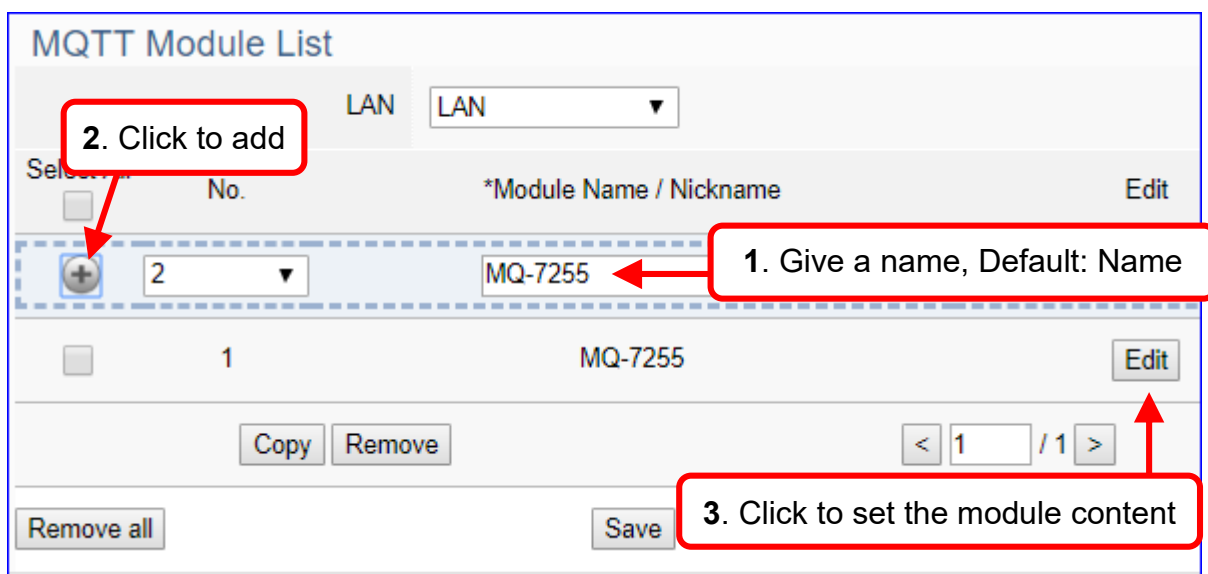 MQTT Module List
LAN LAN ▼
2. Click to add
No. *Module Name / Nickname Edit
2 ▼ MQ-7255
1. Give a name, Default: Name
1 MQ-7255 Edit
Copy Remove < 1 / 1 >
3. Click to set the module content
Remove all Save